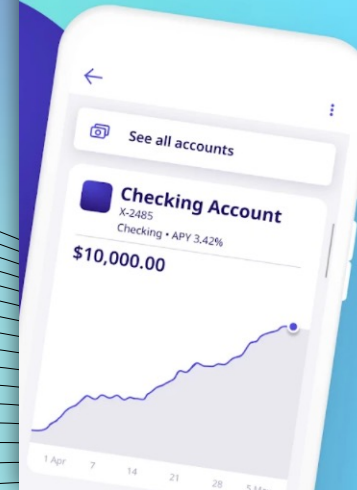 See all accounts
Checking Account
X-2485
Checking • APY 3.42%
$10,000.00
1 Apr 7 14 21 28 5